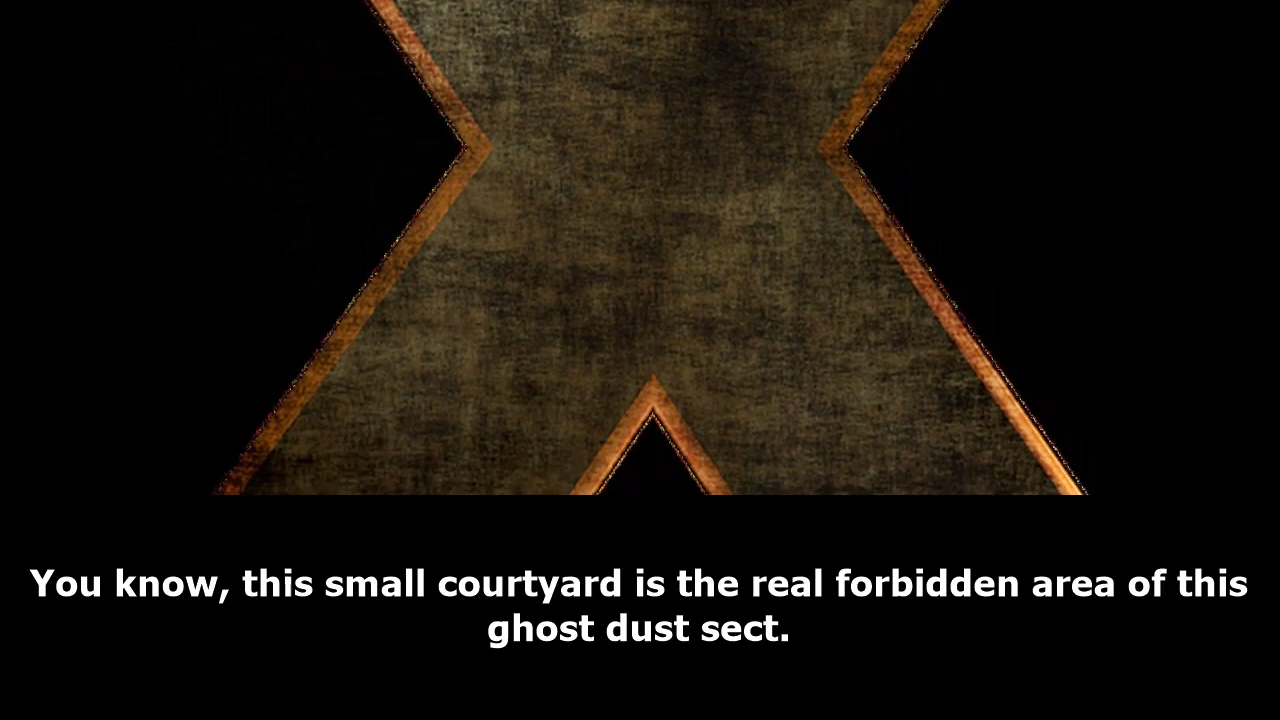 You know, this small courtyard is the real forbidden area of this
ghost dust sect.